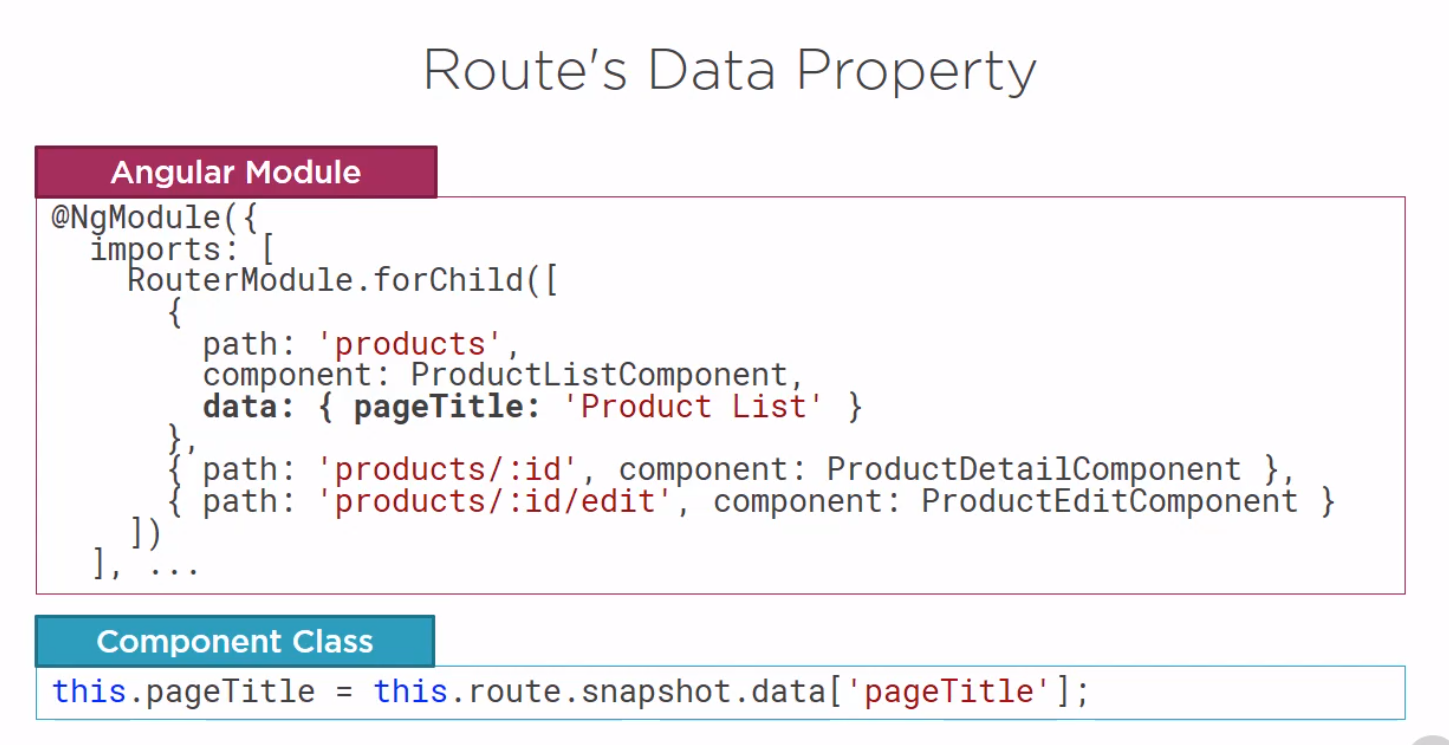 Route's Data Property
Angular Module
@NgModule({
  imports: [
    RouterModule.forChild([
      {
        path: 'products',
        component: ProductListComponent,
        data: { pageTitle: 'Product List' }
      },
      { path: 'products/:id', component: ProductDetailComponent },
      { path: 'products/:id/edit', component: ProductEditComponent }
    ])
  ], ...
Component Class
this.pageTitle = this.route.snapshot.data['pageTitle'];